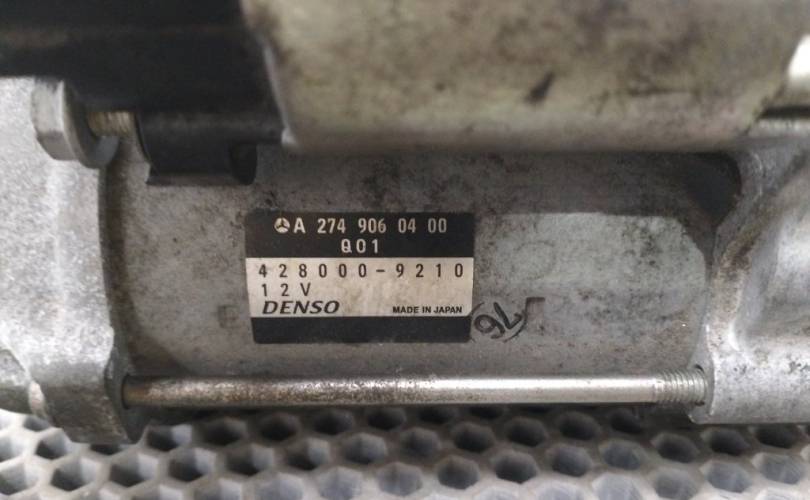 A 274 906 04 00
Q01
428000-9210
12V
DENSO MADE IN JAPAN